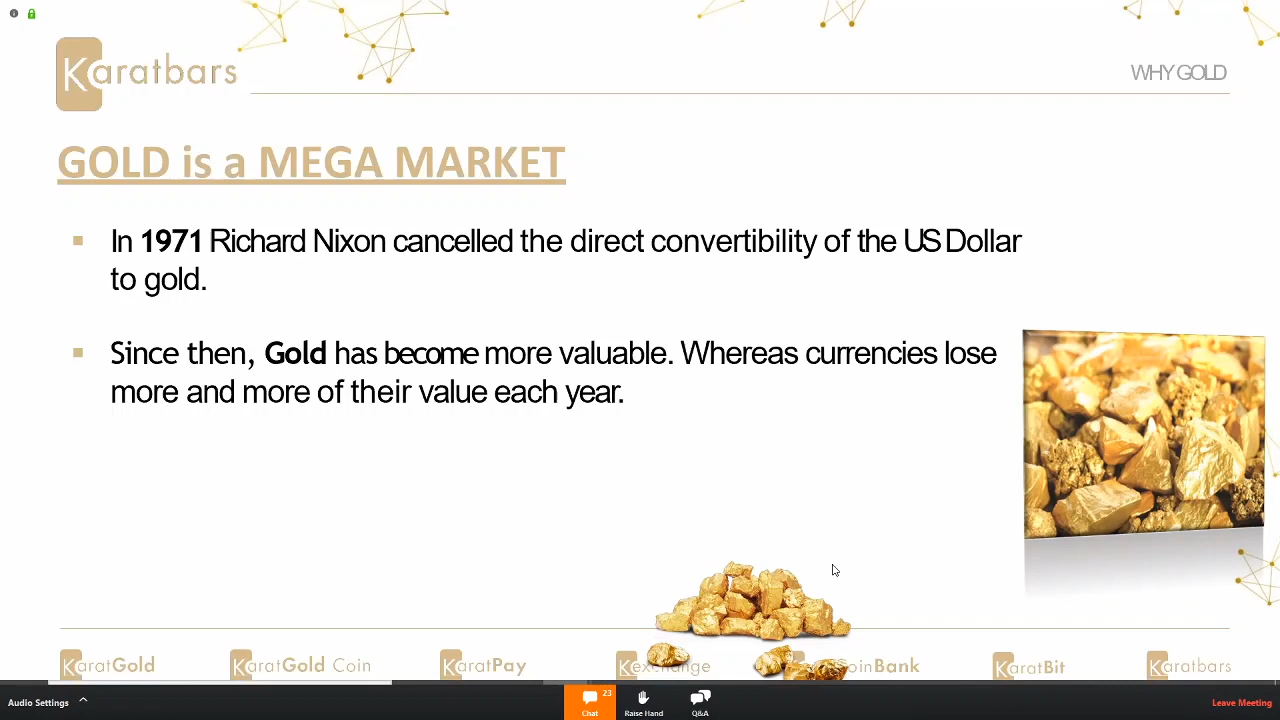 Karatbars
WHY GOLD
GOLD is a MEGA MARKET
In 1971 Richard Nixon cancelled the direct convertibility of the US Dollar
to gold.
Since then, Gold has become more valuable. Whereas currencies lose
more and more of their value each year.
KaratGold
KaratGold Coin
KaratPay
Kexchange
CoinBank
KaratBit
Karatbars
Audio Settings
23
Chat
Raise Hand
Q&A
Leave Meeting